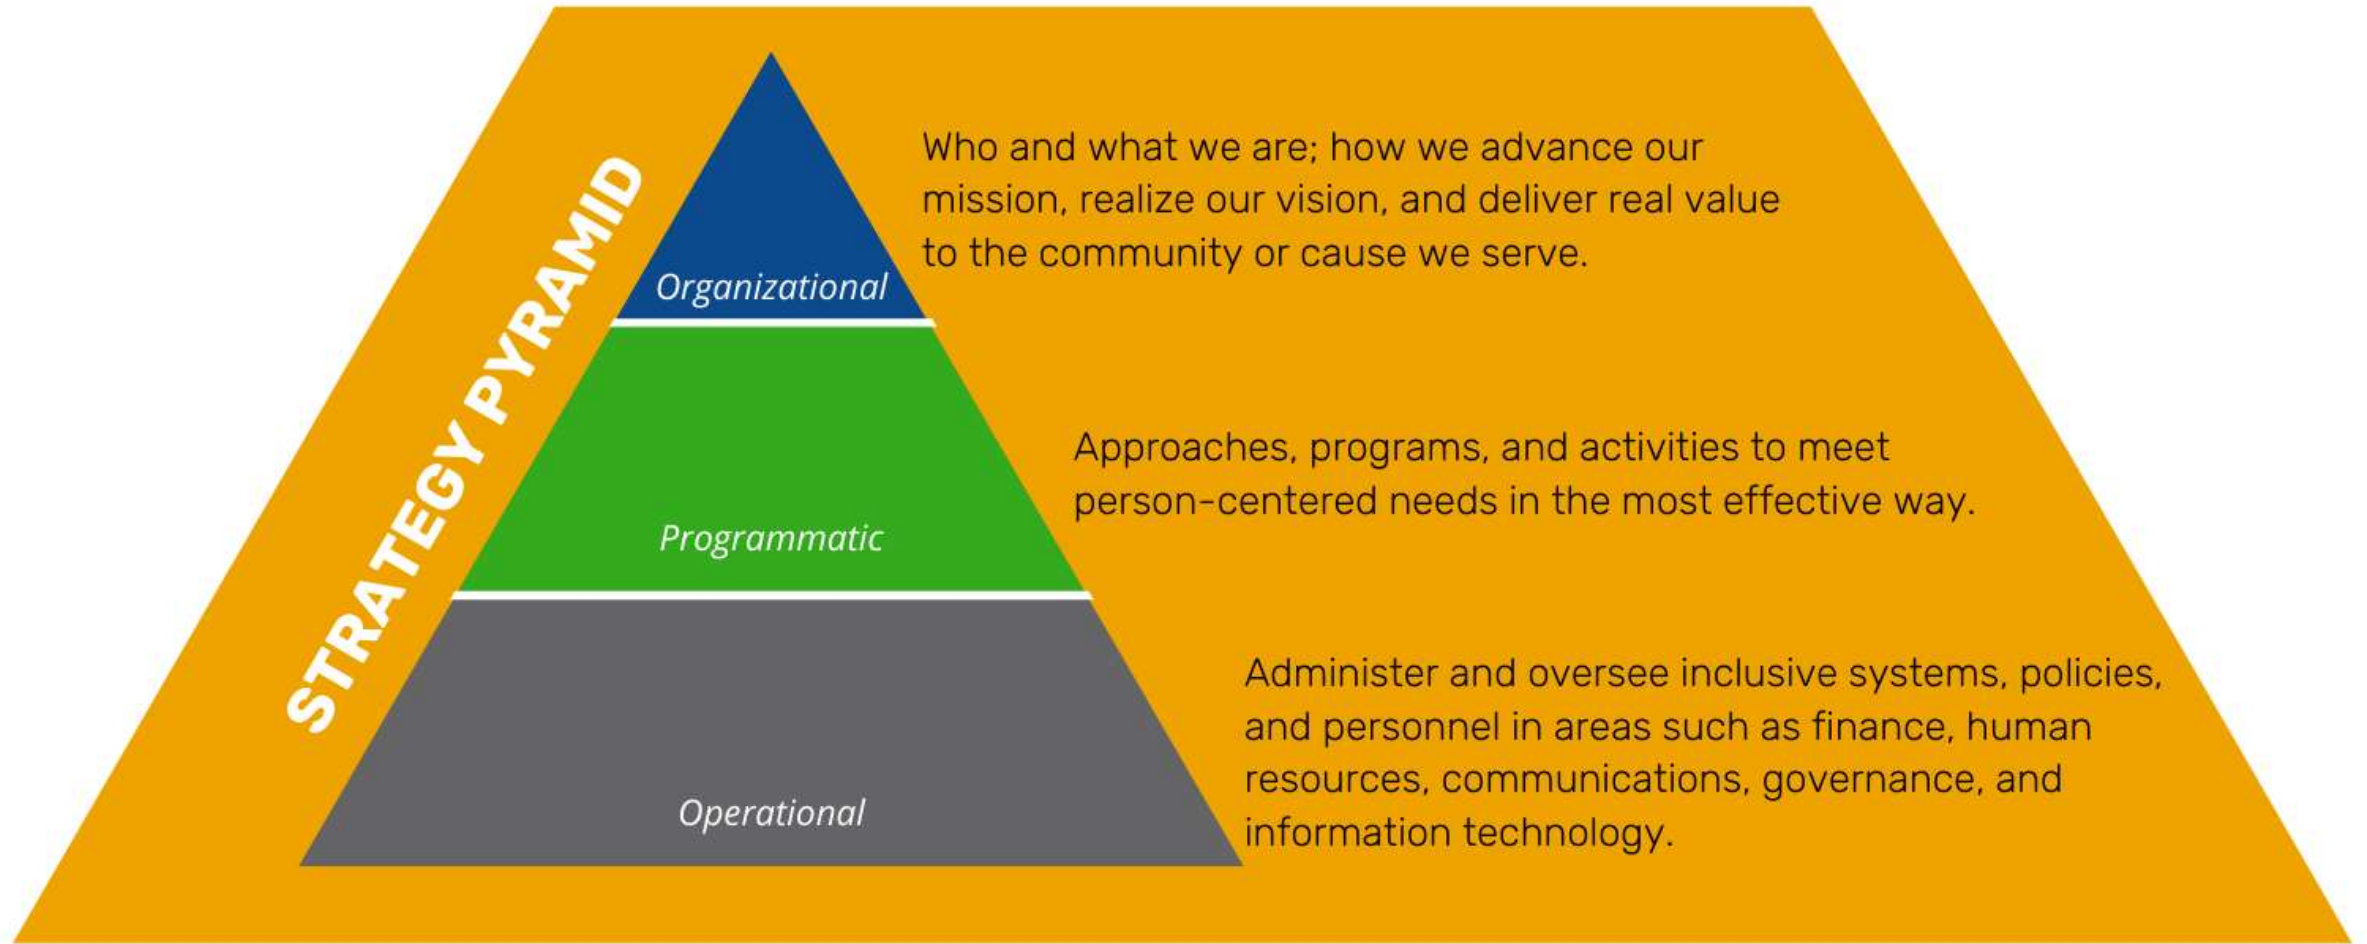 STRATEGY PYRAMID
Who and what we are; how we advance our
mission, realize our vision, and deliver real value
to the community or cause we serve.
Organizational
Approaches, programs, and activities to meet
person-centered needs in the most effective way.
Programmatic
Administer and oversee inclusive systems, policies,
and personnel in areas such as finance, human
resources, communications, governance, and
information technology.
Operational